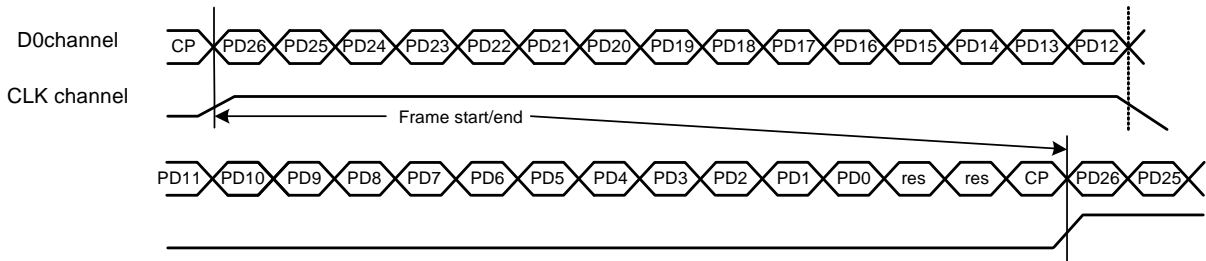 D0channel
CP PD26 PD25 PD24 PD23 PD22 PD21 PD20 PD19 PD18 PD17 PD16 PD15 PD14 PD13 PD12
CLK channel
Frame start/end
PD11 PD10 PD9 PD8 PD7 PD6 PD5 PD4 PD3 PD2 PD1 PD0 res res CP PD26 PD25